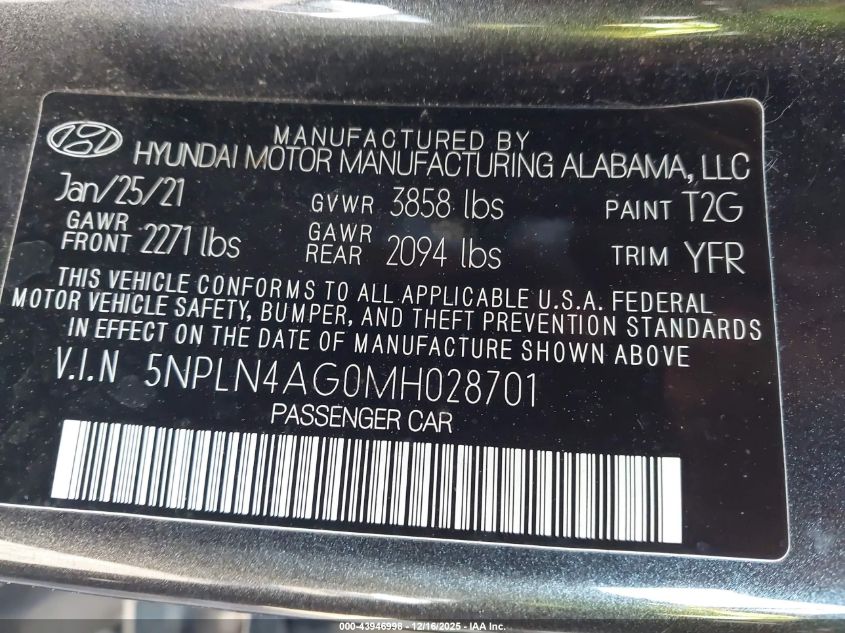 MANUFACTURED BY
HYUNDAI MOTOR MANUFACTURING ALABAMA, LLC
Jan/25/21 GVWR 3858 lbs PAINT T2G
GAWR FRONT 2271 lbs GAWR REAR 2094 lbs TRIM YFR
THIS VEHICLE CONFORMS TO ALL APPLICABLE U.S.A. FEDERAL
MOTOR VEHICLE SAFETY, BUMPER, AND THEFT PREVENTION STANDARDS
IN EFFECT ON THE DATE OF MANUFACTURE SHOWN ABOVE
V.I.N 5NPLN4AG0MH028701
PASSENGER CAR
000-43946998 - 12/16/2025 - IAA Inc.